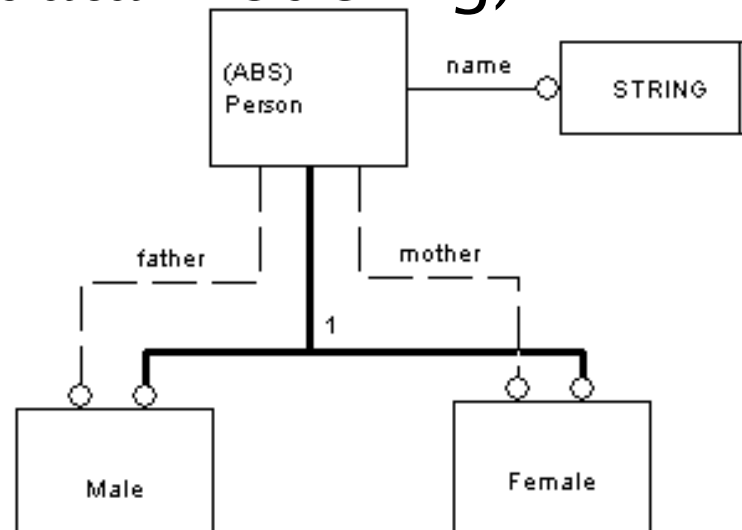 (ABS)
Person
name
STRING
father
mother
1
Male
Female